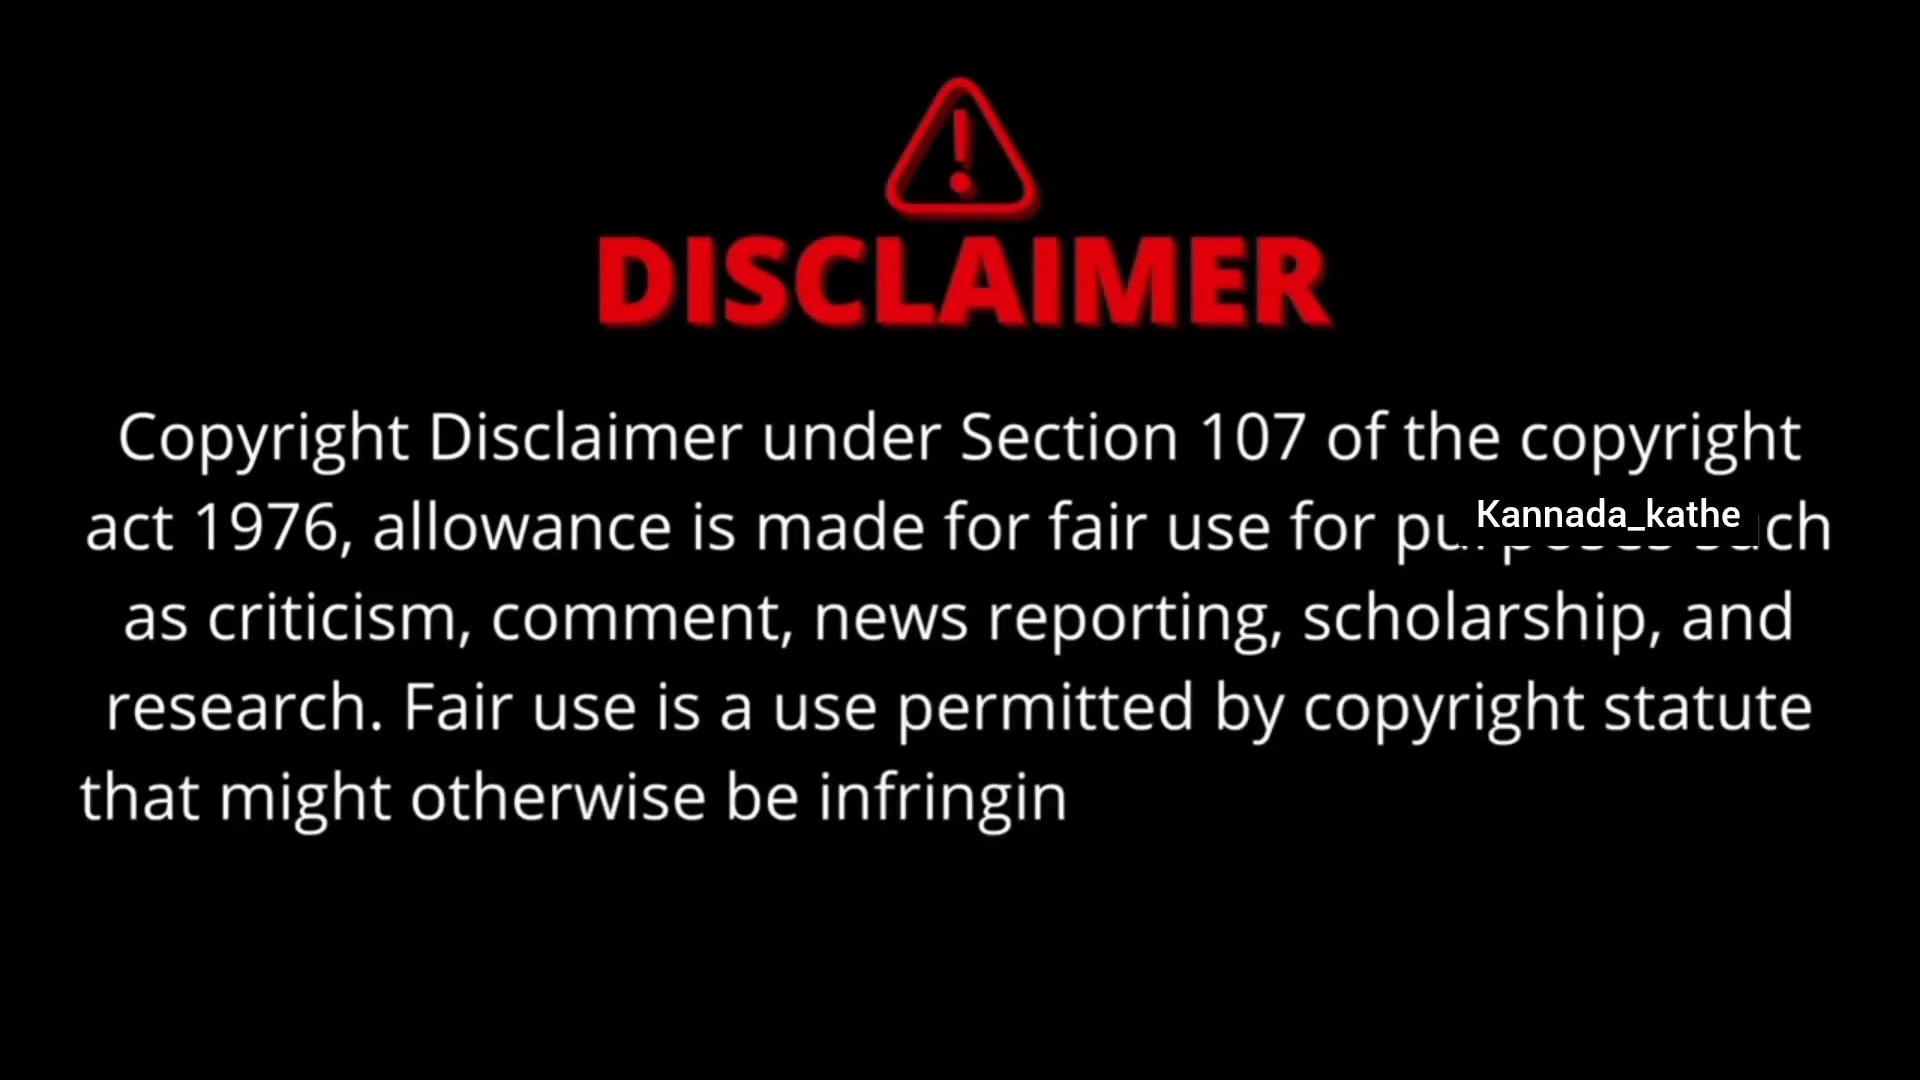 DISCLAIMER
Copyright Disclaimer under Section 107 of the copyright
act 1976, allowance is made for fair use for such
Kannada_kathe
as criticism, comment, news reporting, scholarship, and
research. Fair use is a use permitted by copyright statute
that might otherwise be infringin